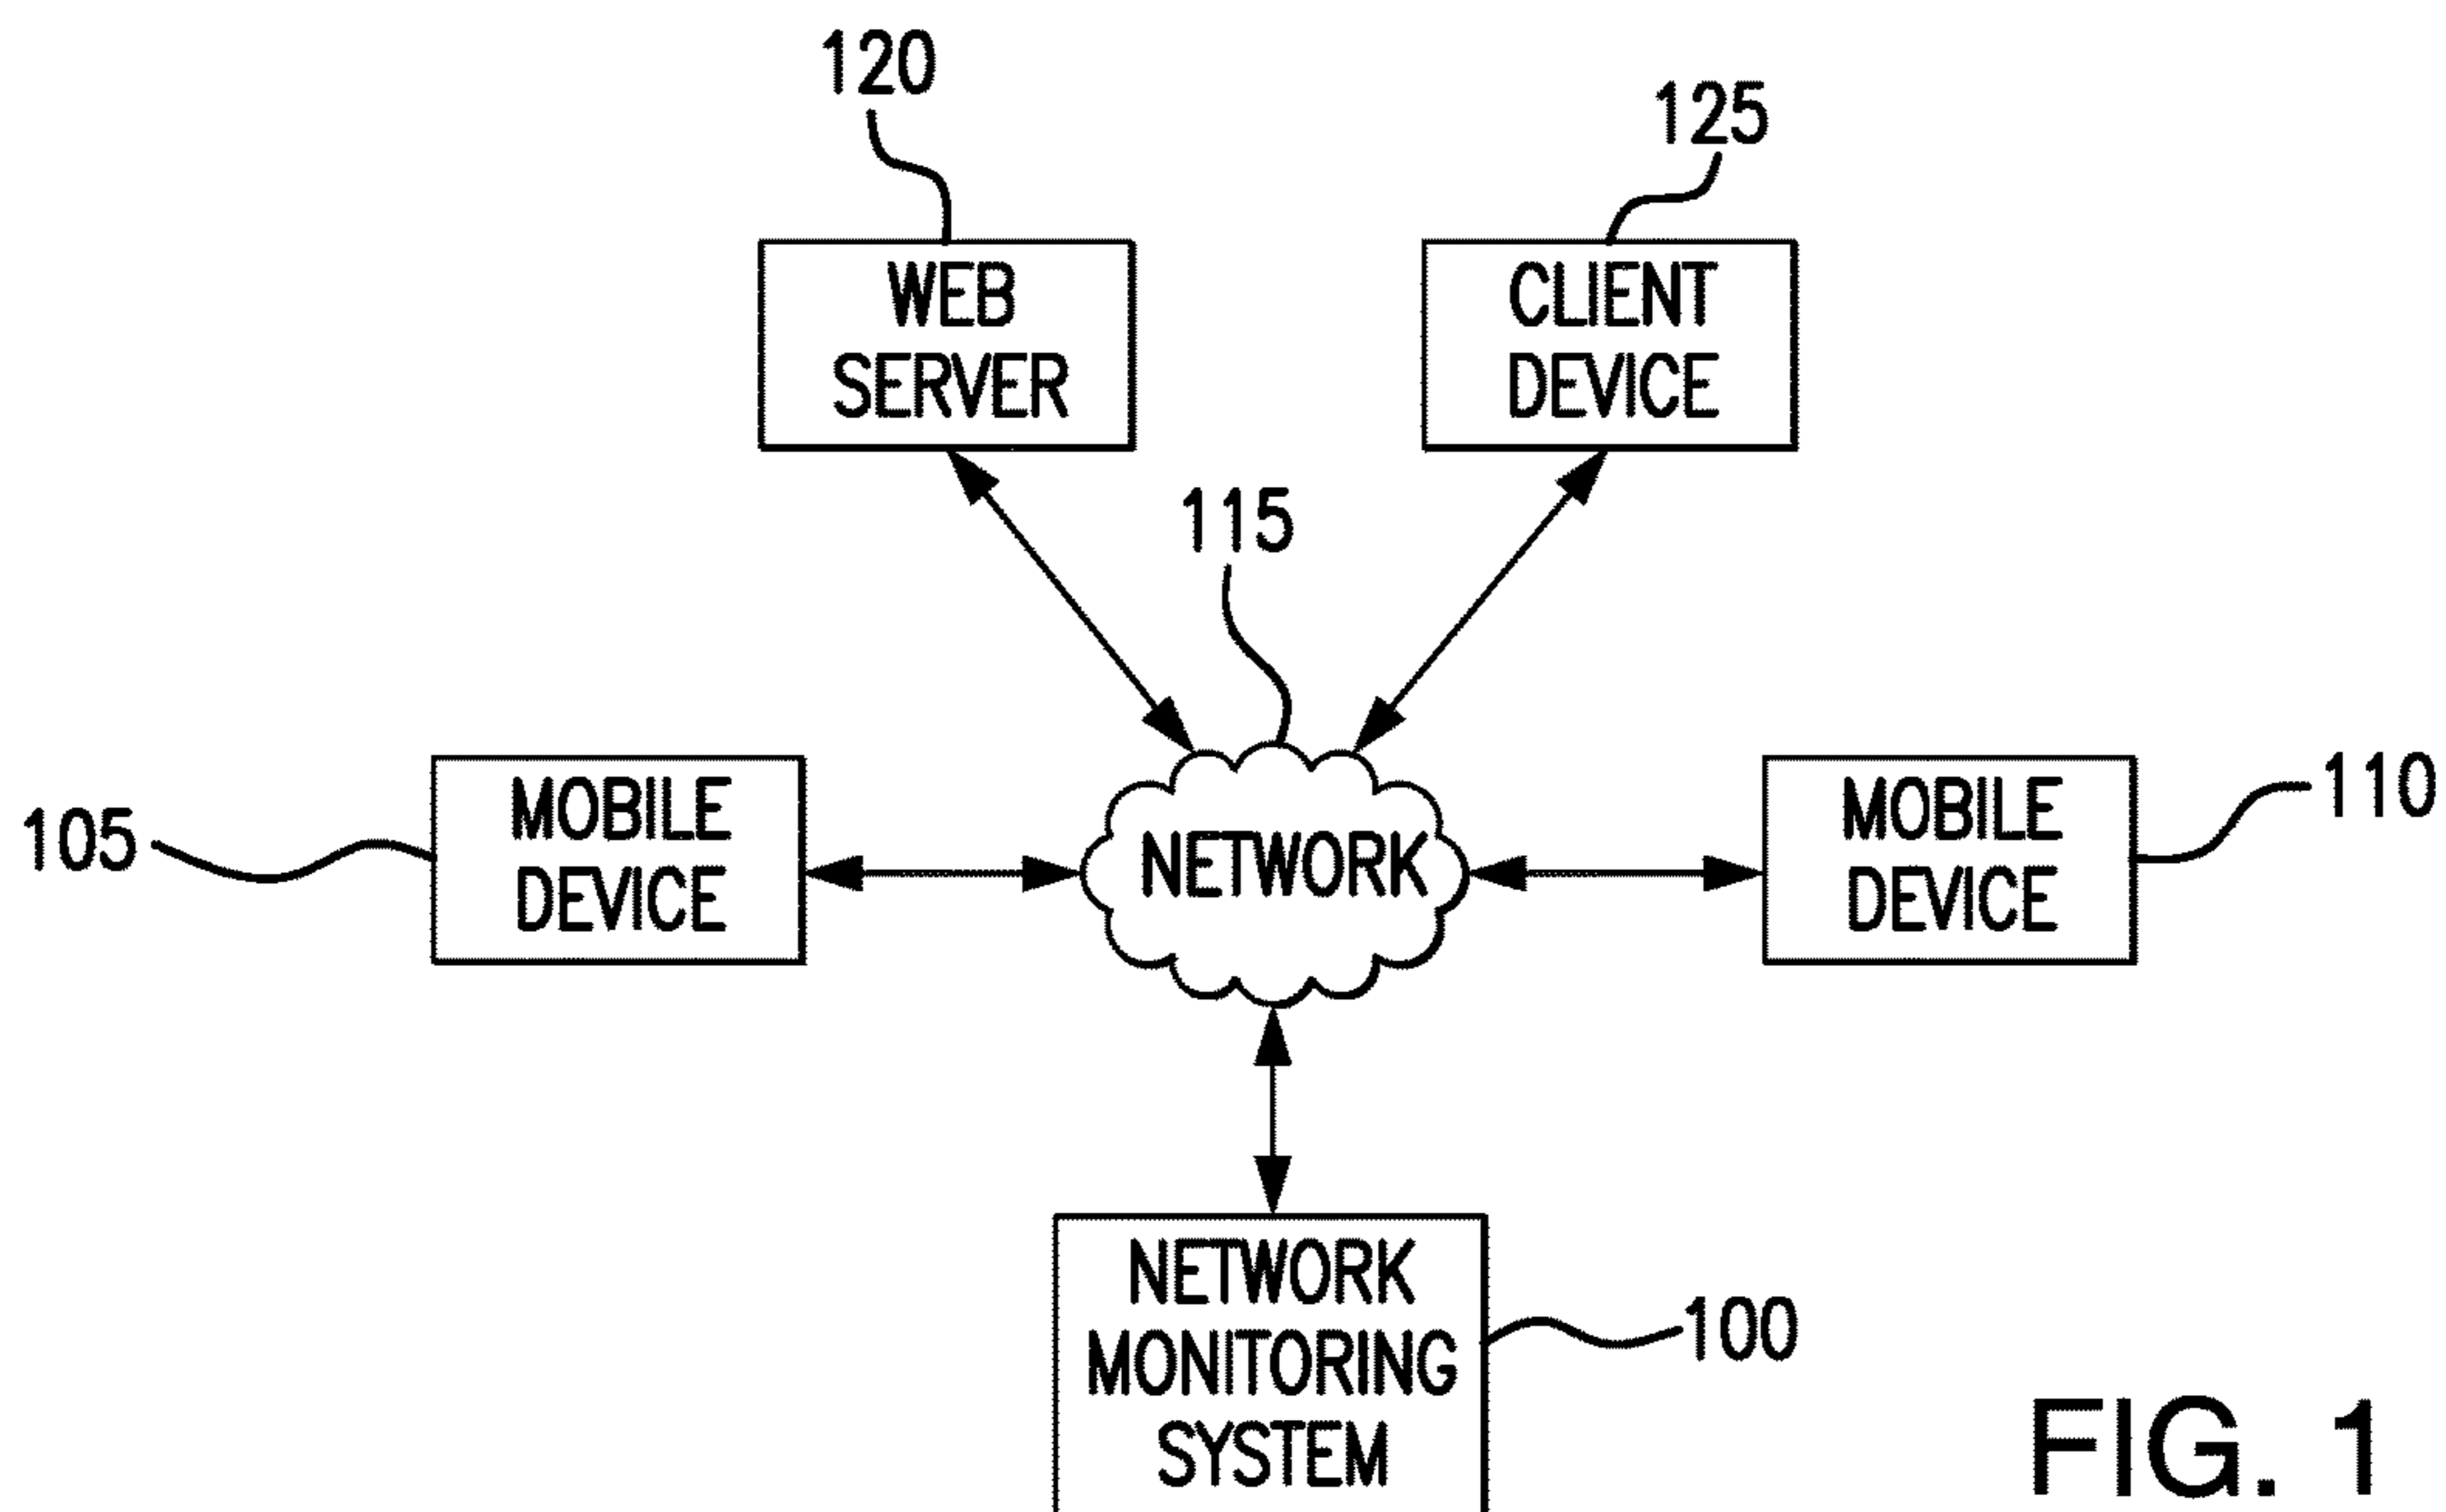 120
125
WEB
SERVER
CLIENT
DEVICE
115
105
MOBILE
DEVICE
NETWORK
MOBILE
DEVICE
110
NETWORK
MONITORING
SYSTEM
100
FIG. 1